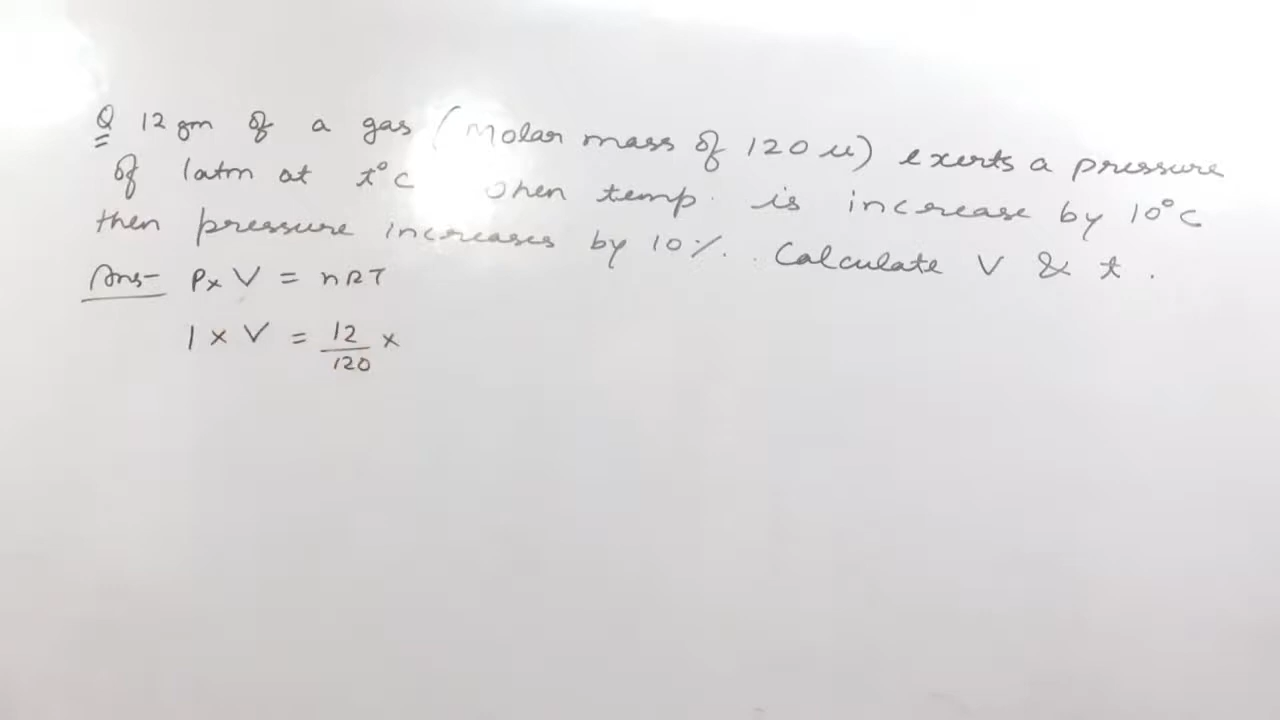 Q 12 gm of a gas (Molar mass of 120 u) exerts a pressure
of 1atm at t°C when temp. is increase by 10°C
then pressure increases by 10%. Calculate V & t.
Ans- P x V = nRT
1 x V = 12/120 x